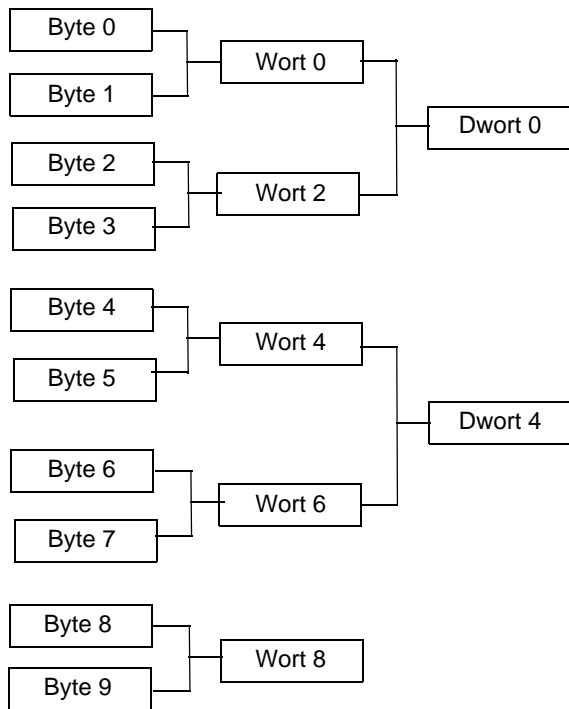 Byte 0
Wort 0
Byte 1
Dwort 0
Byte 2
Wort 2
Byte 3
Byte 4
Wort 4
Byte 5
Dwort 4
Byte 6
Wort 6
Byte 7
Byte 8
Wort 8
Byte 9